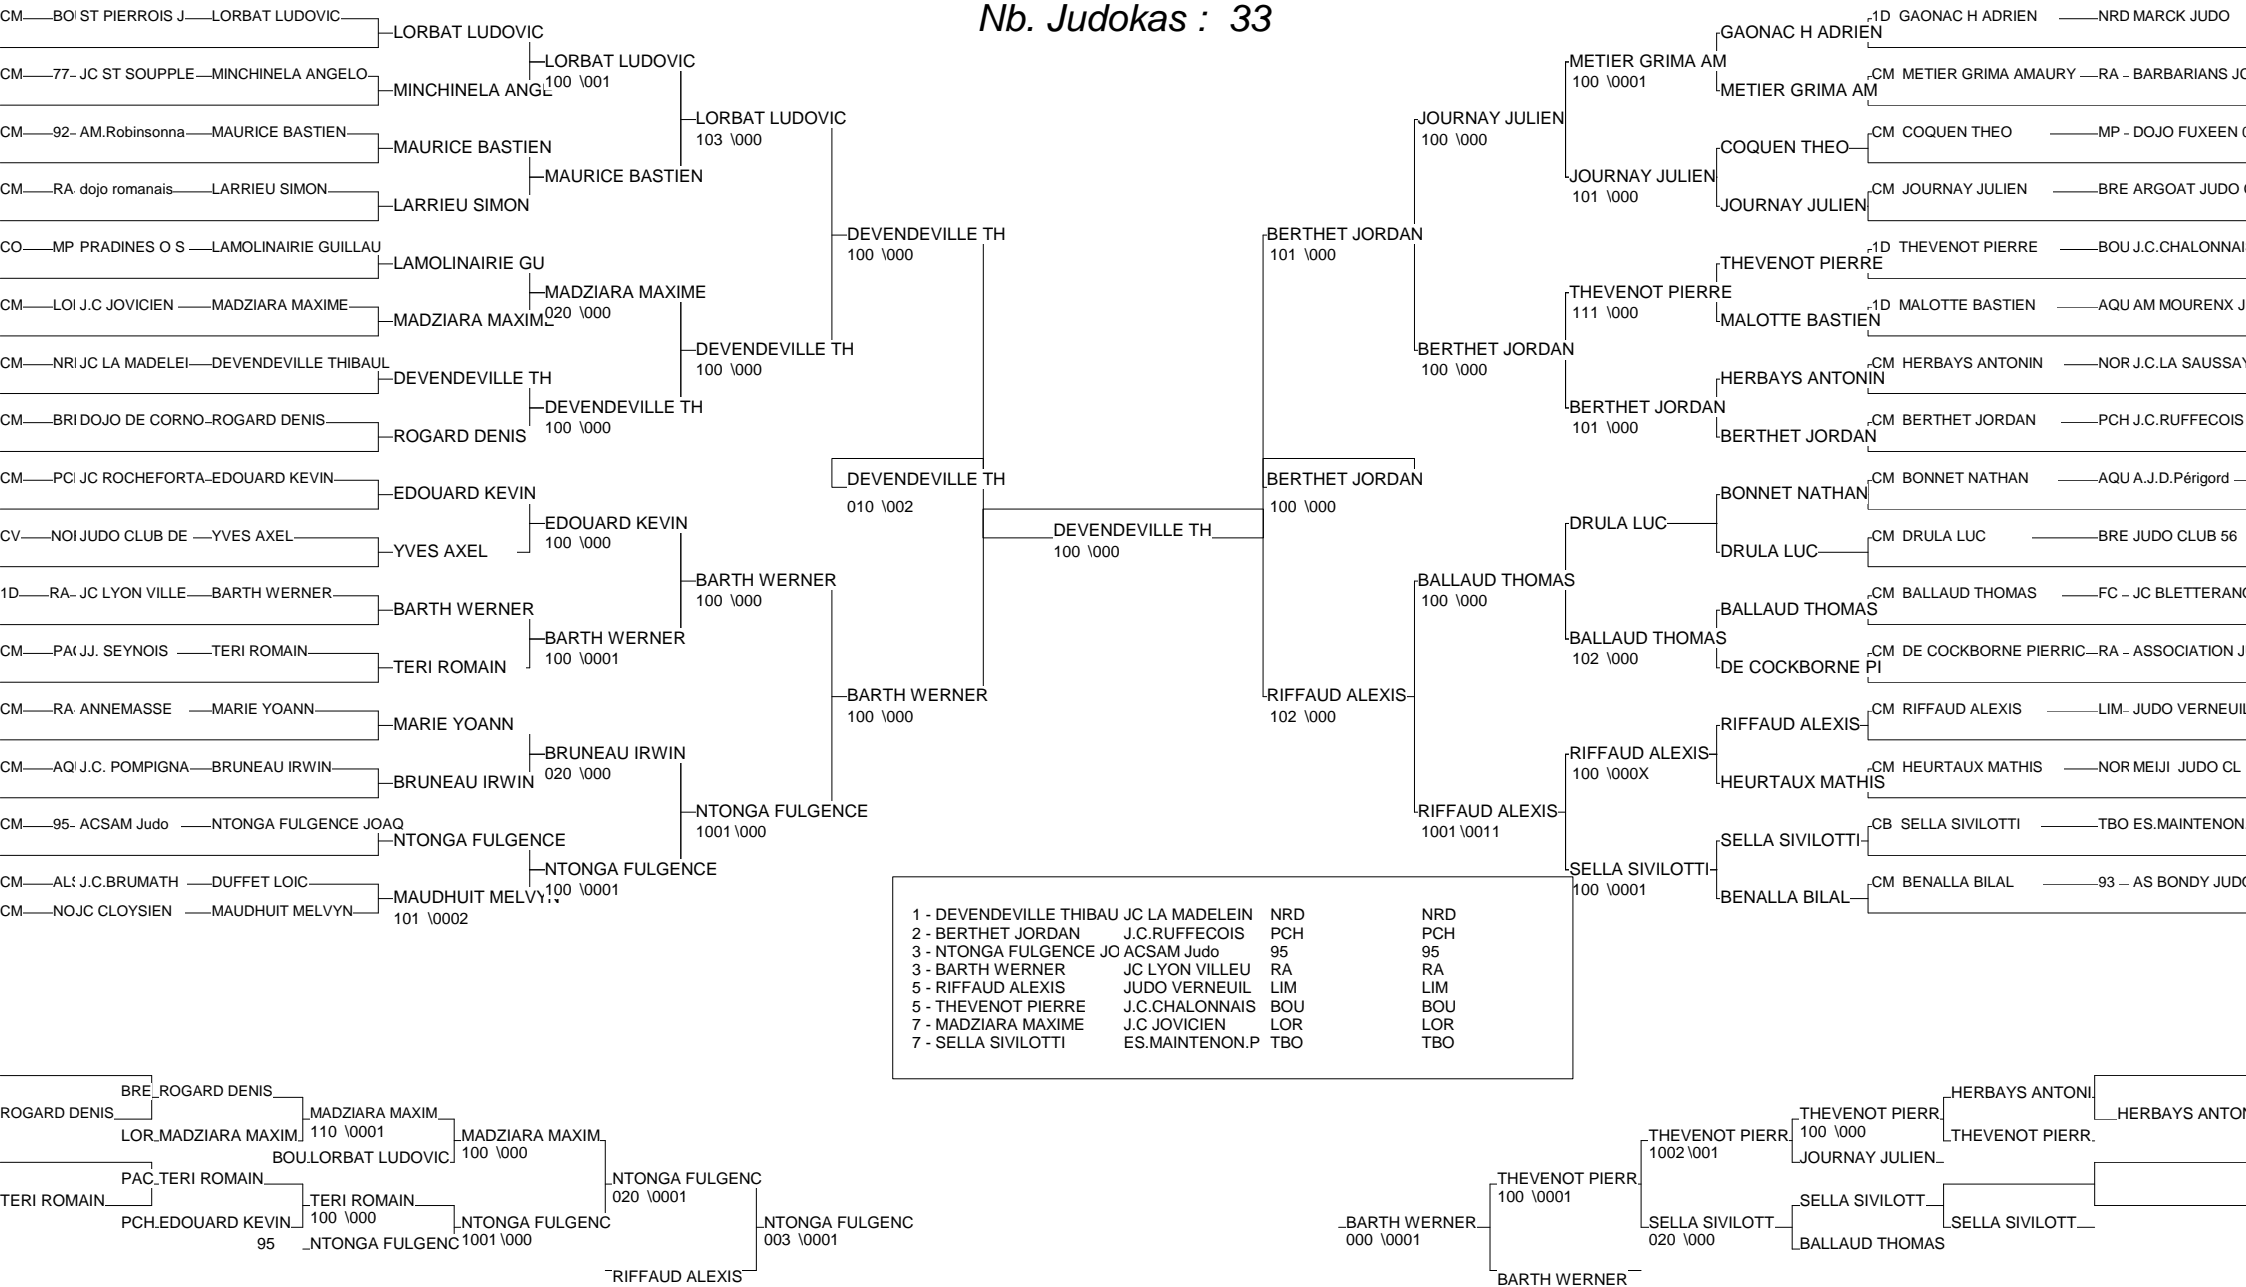 Nb. Judokas : 33
CM BO ST PIERROIS J LORBAT LUDOVIC
CM 77 - JC ST SOUPPLE MINCHINELA ANGELO
CM 92 - AM.Robinsonna MAURICE BASTIEN
CM RA dojo romanais LARRIEU SIMON
CO MP PRADINES O S LAMOLINAIRIE GUILLAU
CM LO J.C JOVICIEN MADZIARA MAXIME
CM NR JC LA MADELEI DEVENDEVILLE THIBAUL
CM BRI DOJO DE CORNO ROGARD DENIS
CM PC JC ROCHEFORTA EDOUARD KEVIN
CV NO JUDO CLUB DE YVES AXEL
1D RA - JC LYON VILLE BARTH WERNER
CM PA JJ. SEYNOIS TERI ROMAIN
CM RA ANNEMASSE MARIE YOANN
CM AQ J.C. POMPIGNA BRUNEAU IRWIN
CM 95 - ACSAM Judo NTONGA FULGENCE JOAQ
CM AL J.C.BRUMATH DUFFET LOIC
CM NO JC CLOYSIEN MAUDHUIT MELVYN
LORBAT LUDOVIC
MINCHINELA ANGE
MAURICE BASTIEN
LARRIEU SIMON
LAMOLINAIRIE GU
MADZIARA MAXIME
DEVENDEVILLE TH
ROGARD DENIS
EDOUARD KEVIN
YVES AXEL
BARTH WERNER
TERI ROMAIN
MARIE YOANN
BRUNEAU IRWIN
NTONGA FULGENCE
MAUDHUIT MELVYN
101 \0002
LORBAT LUDOVIC
100 \001
MAURICE BASTIEN
MADZIARA MAXIME
020 \000
DEVENDEVILLE TH
100 \000
EDOUARD KEVIN
100 \000
BARTH WERNER
100 \0001
BRUNEAU IRWIN
020 \000
NTONGA FULGENCE
100 \0001
LORBAT LUDOVIC
103 \000
DEVENDEVILLE TH
100 \000
BARTH WERNER
100 \000
NTONGA FULGENCE
1001 \000
DEVENDEVILLE TH
100 \000
DEVENDEVILLE TH
010 \002
BARTH WERNER
100 \000
DEVENDEVILLE TH
100 \000
BERTHET JORDAN
101 \000
BERTHET JORDAN
100 \000
RIFFAUD ALEXIS
102 \000
JOURNAY JULIEN
100 \000
BERTHET JORDAN
100 \000
BALLAUD THOMAS
100 \000
RIFFAUD ALEXIS
1001 \0011
METIER GRIMA AM
100 \0001
JOURNAY JULIEN
101 \000
THEVENOT PIERRE
111 \000
BERTHET JORDAN
101 \000
DRULA LUC
BALLAUD THOMAS
102 \000
RIFFAUD ALEXIS
100 \000X
SELLA SIVILOTTI
100 \0001
GAONAC H ADRIEN
METIER GRIMA AM
COQUEN THEO
JOURNAY JULIEN
THEVENOT PIERRE
MALOTTE BASTIEN
HERBAYS ANTONIN
BERTHET JORDAN
BONNET NATHAN
DRULA LUC
BALLAUD THOMAS
DE COCKBORNE PI
RIFFAUD ALEXIS
HEURTAUX MATHIS
SELLA SIVILOTTI
BENALLA BILAL
1D GAONAC H ADRIEN NRD MARCK JUDO
CM METIER GRIMA AMAURY RA - BARBARIANS JC
CM COQUEN THEO MP - DOJO FUXEEN 0
CM JOURNAY JULIEN BRE ARGOAT JUDO
1D THEVENOT PIERRE BOU J.C.CHALONNAI
1D MALOTTE BASTIEN AQU AM MOURENX J
CM HERBAYS ANTONIN NOR J.C.LA SAUSSAY
CM BERTHET JORDAN PCH J.C.RUFFECOIS
CM BONNET NATHAN AQU A.J.D.Périgord
CM DRULA LUC BRE JUDO CLUB 56
CM BALLAUD THOMAS FC - JC BLETTERAN
CM DE COCKBORNE PIERRIC RA - ASSOCIATION J
CM RIFFAUD ALEXIS LIM - JUDO VERNEUIL
CM HEURTAUX MATHIS NOR MEIJI JUDO CL
CB SELLA SIVILOTTI TBO ES.MAINTENON.
CM BENALLA BILAL 93 - AS BONDY JUDO
1 - DEVENDEVILLE THIBAU JC LA MADELEIN NRD NRD
2 - BERTHET JORDAN J.C.RUFFECOIS PCH PCH
3 - NTONGA FULGENCE JO ACSAM Judo 95 95
3 - BARTH WERNER JC LYON VILLEU RA RA
5 - RIFFAUD ALEXIS JUDO VERNEUIL LIM LIM
5 - THEVENOT PIERRE J.C.CHALONNAIS BOU BOU
7 - MADZIARA MAXIME J.C JOVICIEN LOR LOR
7 - SELLA SIVILOTTI ES.MAINTENON.P TBO TBO
ROGARD DENIS
TERI ROMAIN
BRE ROGARD DENIS
LOR MADZIARA MAXIM
BOU LORBAT LUDOVIC
PAC TERI ROMAIN
PCH EDOUARD KEVIN
95 NTONGA FULGENC
MADZIARA MAXIM
110 \0001
TERI ROMAIN
100 \000
MADZIARA MAXIM
100 \000
NTONGA FULGENC
1001 \000
NTONGA FULGENC
020 \0001
RIFFAUD ALEXIS
NTONGA FULGENC
003 \0001
BARTH WERNER
000 \0001
THEVENOT PIERR
100 \0001
BARTH WERNER
THEVENOT PIERR
1002 \001
SELLA SIVILOTT
020 \000
THEVENOT PIERR
100 \000
JOURNAY JULIEN
SELLA SIVILOTT
BALLAUD THOMAS
HERBAYS ANTONI
THEVENOT PIERR
SELLA SIVILOTT
HERBAYS ANTON